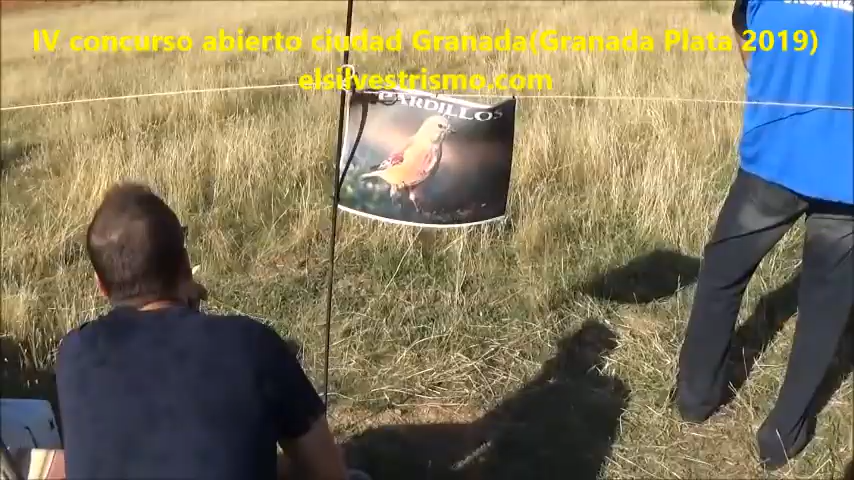 IV concurso abierto ciudad Granada(Granada Plata 2019)
elsilvestrismo.com
PARDILLOS